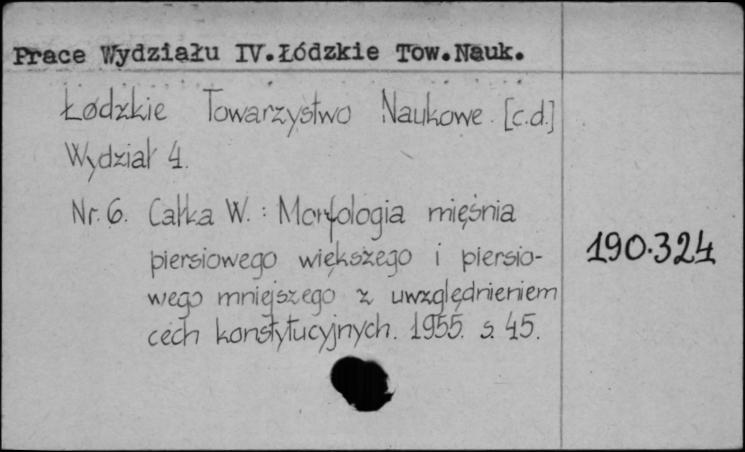 Prace Wydziału IV.Łódzkie Tow.Nauk.
Łódzkie Towarzystwo Naukowe. [c.d.]
Wydział 4.
Nr. 6. Całka W. : Morfologia mięśnia
piersiowego większego i piersio-
wego mniejszego z uwzględnieniem
cech konstytucyjnych. 1955. s. 45.
190.324